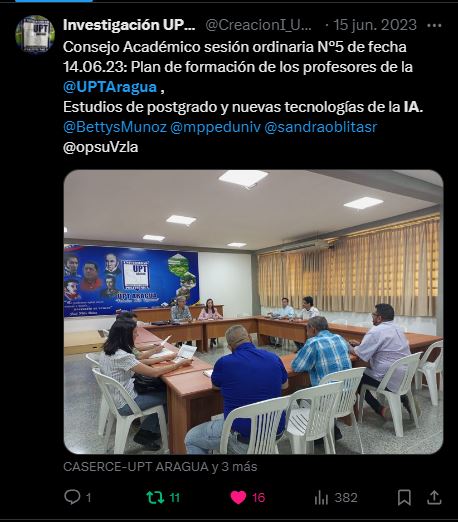 Investigación UP... @CreacionI_U... · 15 jun. 2023
Consejo Académico sesión ordinaria N°5 de fecha
14.06.23: Plan de formación de los profesores de la
@UPTAragua ,
Estudios de postgrado y nuevas tecnologías de la IA.
@BettysMunoz @mppeduniv @sandraoblitasr
@opsuVzla
UPT
UPT ARAGUA
CASERCE-UPT ARAGUA y 3 más
1 11 16 382